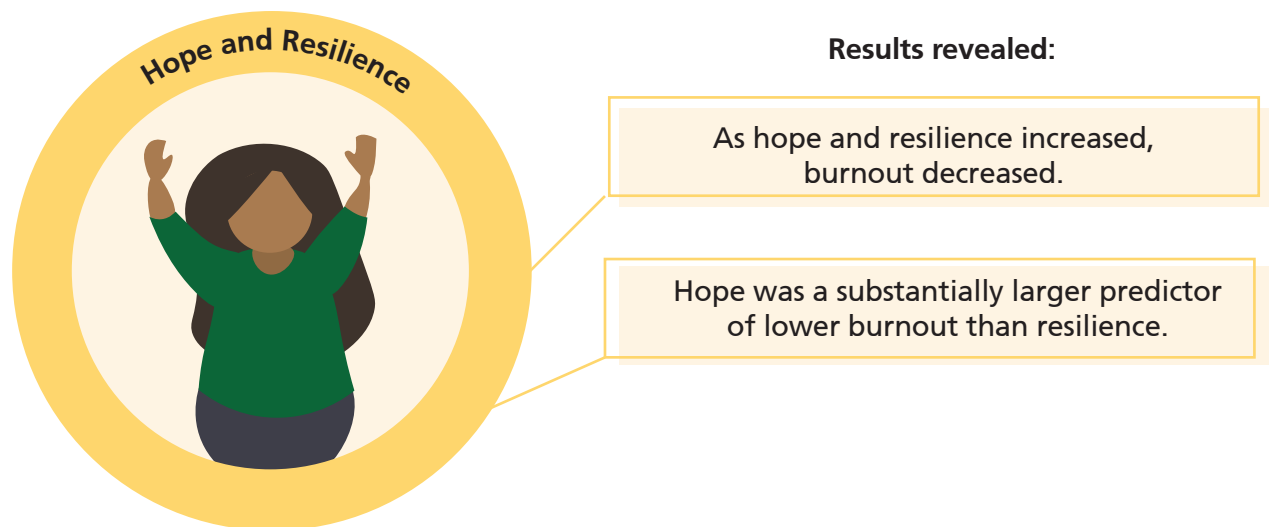 Hope and Resilience
Results revealed:
As hope and resilience increased,
burnout decreased.
Hope was a substantially larger predictor
of lower burnout than resilience.